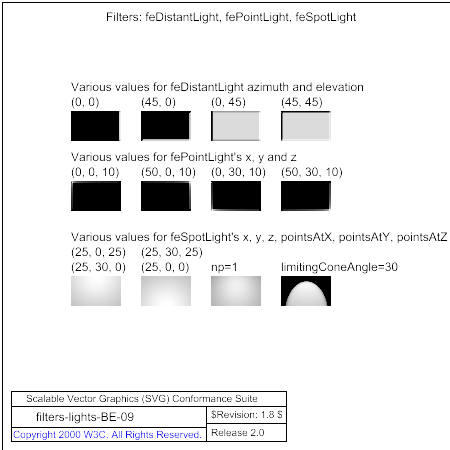 Filters: feDistantLight, fePointLight, feSpotLight
Various values for feDistantLight azimuth and elevation
(0, 0) (45, 0) (0, 45) (45, 45)
Various values for fePointLight's x, y and z
(0, 0, 10) (50, 0, 10) (0, 30, 10) (50, 30, 10)
Various values for feSpotLight's x, y, z, pointsAtX, pointsAtY, pointsAtZ
(25, 0, 25) (25, 30, 25)
(25, 30, 0) (25, 0, 0) np=1 limitingConeAngle=30
Scalable Vector Graphics (SVG) Conformance Suite
filters-lights-BE-09 $Revision: 1.8 $
Copyright 2000 W3C. All Rights Reserved. Release 2.0